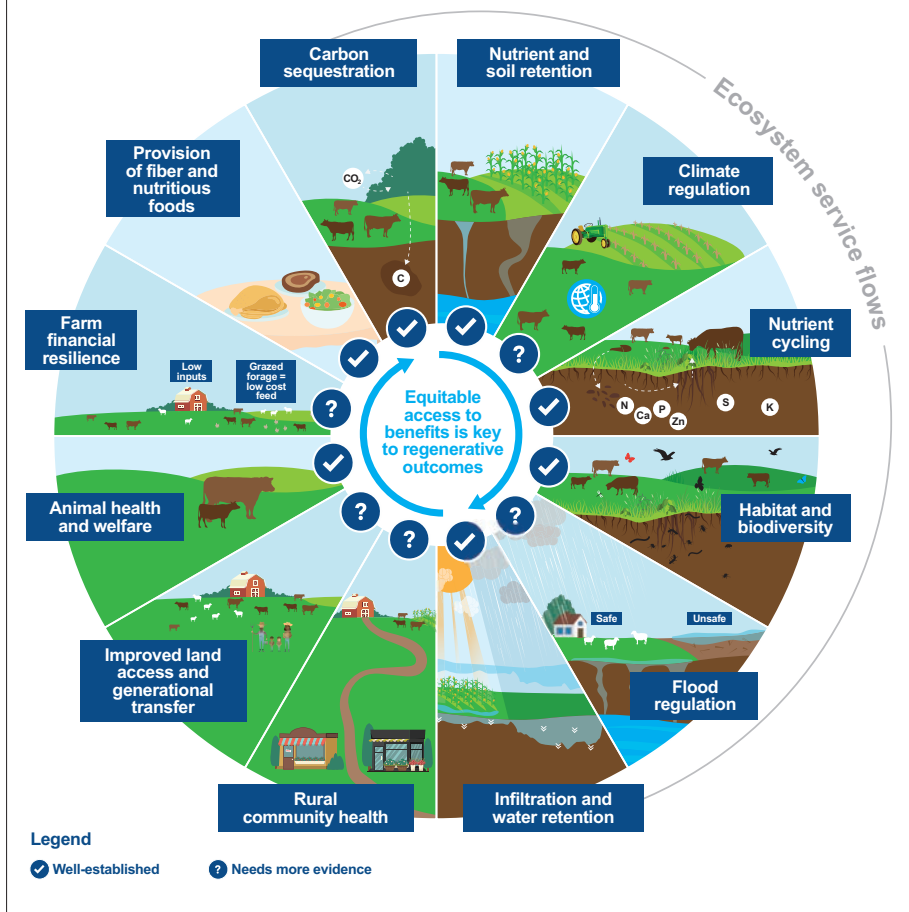 Carbon
sequestration
Nutrient and
soil retention
Ecosystem service flows
Climate
regulation
Provision
of fiber and
nutritious
foods
CO₂
C
Nutrient
cycling
N
Ca
P
Zn
S
K
Farm
financial
resilience
Low
inputs
Grazed
forage =
low cost
feed
?
?
Equitable
access to
benefits is key
to regenerative
outcomes
Animal health
and welfare
Habitat and
biodiversity
?
?
?
Safe
Unsafe
Improved land
access and
generational
transfer
Flood
regulation
Rural
community health
Infiltration and
water retention
Legend
Well-established
? Needs more evidence